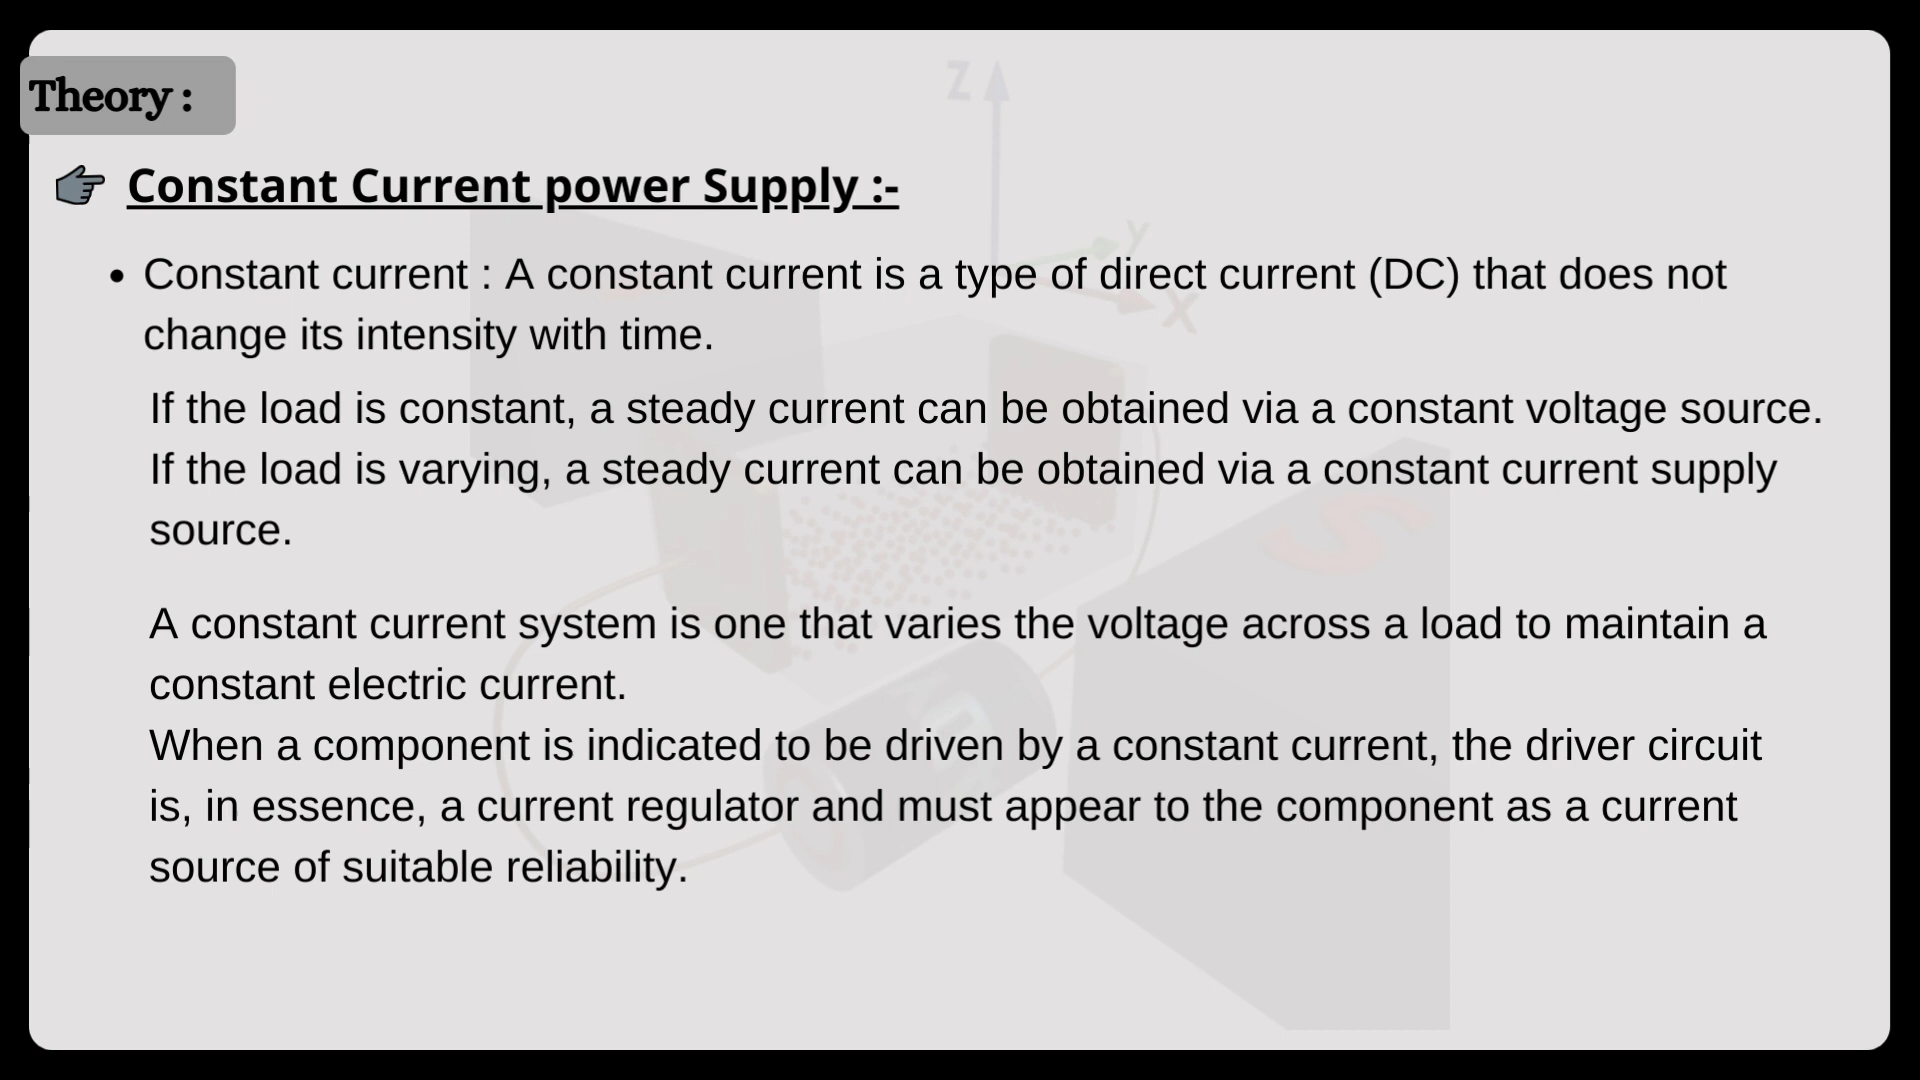 Theory :
👉 Constant Current power Supply :-
• Constant current : A constant current is a type of direct current (DC) that does not
change its intensity with time.
If the load is constant, a steady current can be obtained via a constant voltage source.
If the load is varying, a steady current can be obtained via a constant current supply
source.
A constant current system is one that varies the voltage across a load to maintain a
constant electric current.
When a component is indicated to be driven by a constant current, the driver circuit
is, in essence, a current regulator and must appear to the component as a current
source of suitable reliability.
Z
y
X
S